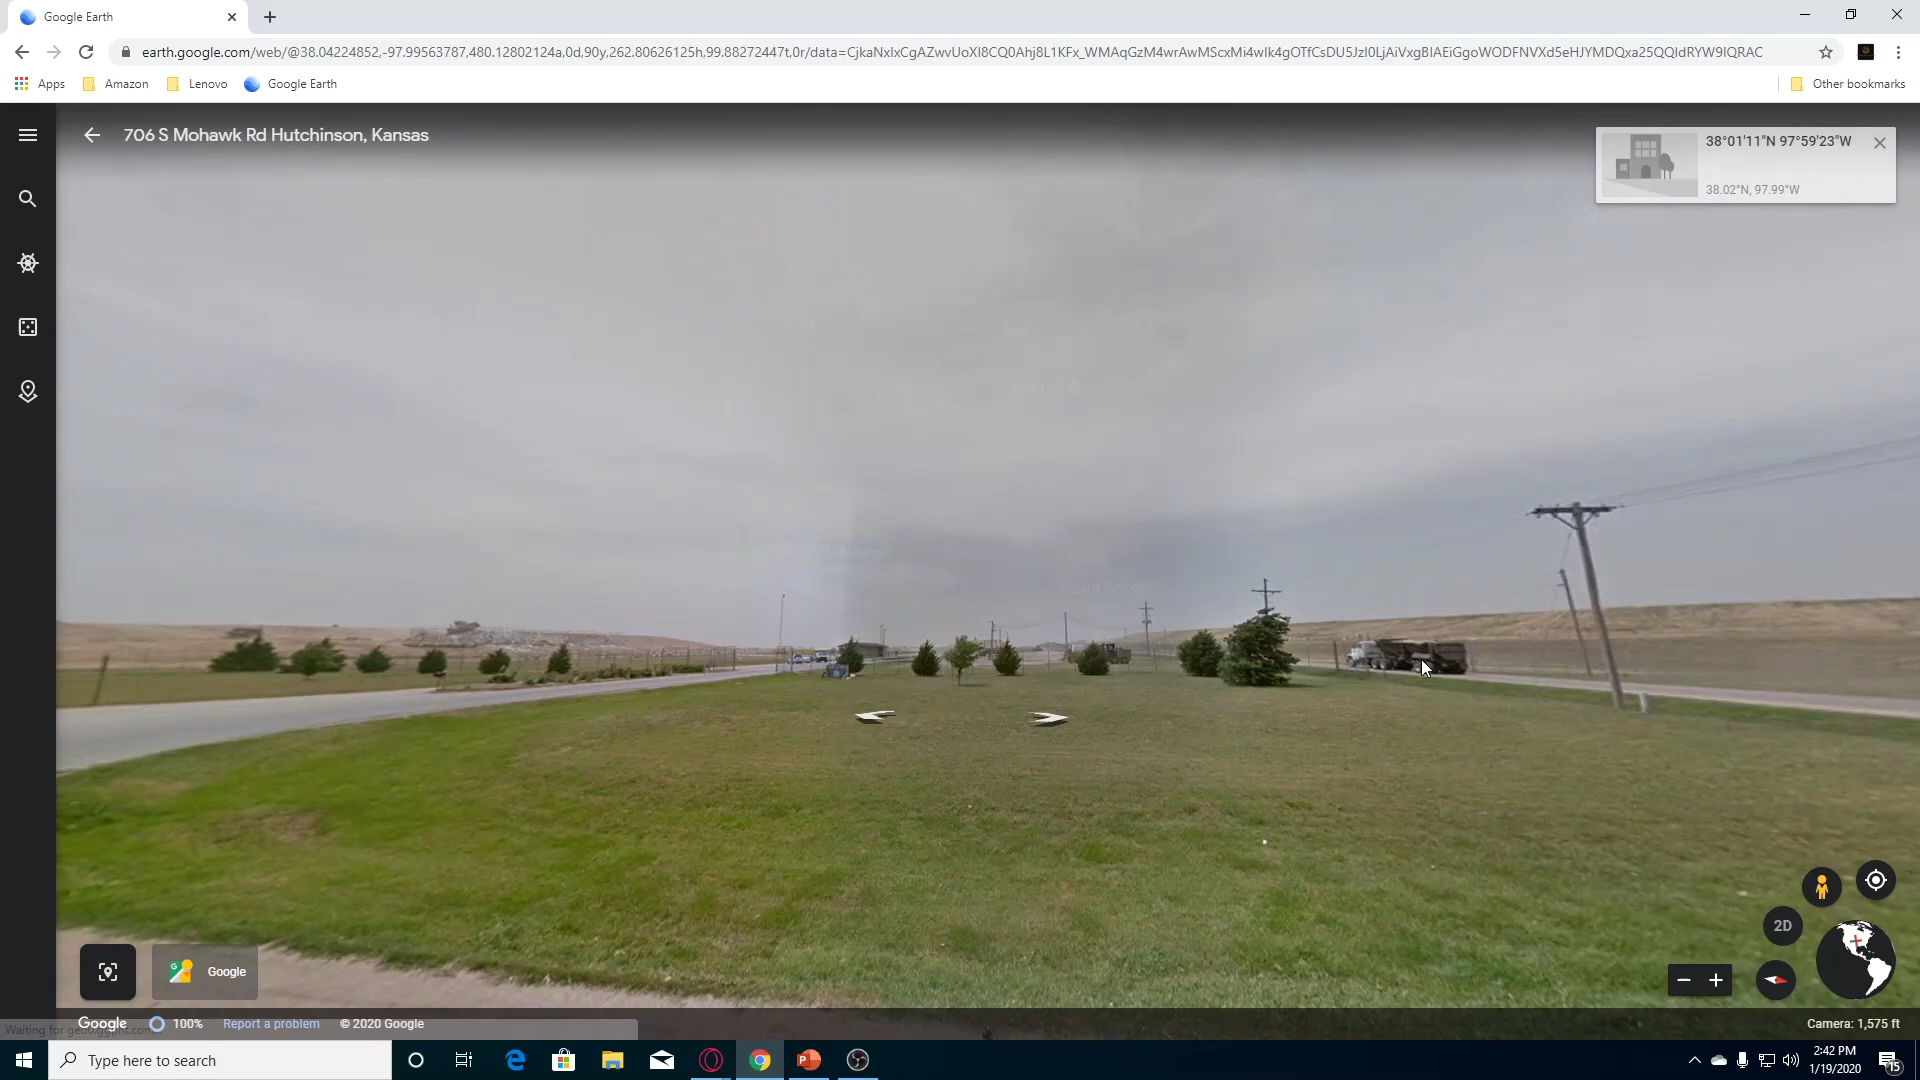 Google Earth
earth.google.com/web/@38.04224852,-97.99563787,480.12802124a,0d,90y,262.80626125h,99.88272447t,0r/data=CjkaNxIxCgAZwvUoXI8CQ0Ahj8L1KFx_WMAqGzM4wrAwMScxMi4wIk4gOTfCsDU5JzI0LjAiVxgBIAEiGgoWODFNVXd5eHJYMDQxa25QQldRYW9IQRAC
Apps
Amazon
Lenovo
Google Earth
Other bookmarks
706 S Mohawk Rd Hutchinson, Kansas
38°01'11"N 97°59'23"W
38.02°N, 97.99°W
2D
Google
Google
100%
Report a problem
© 2020 Google
Camera: 1,575 ft
Type here to search
2:42 PM
1/19/2020
15